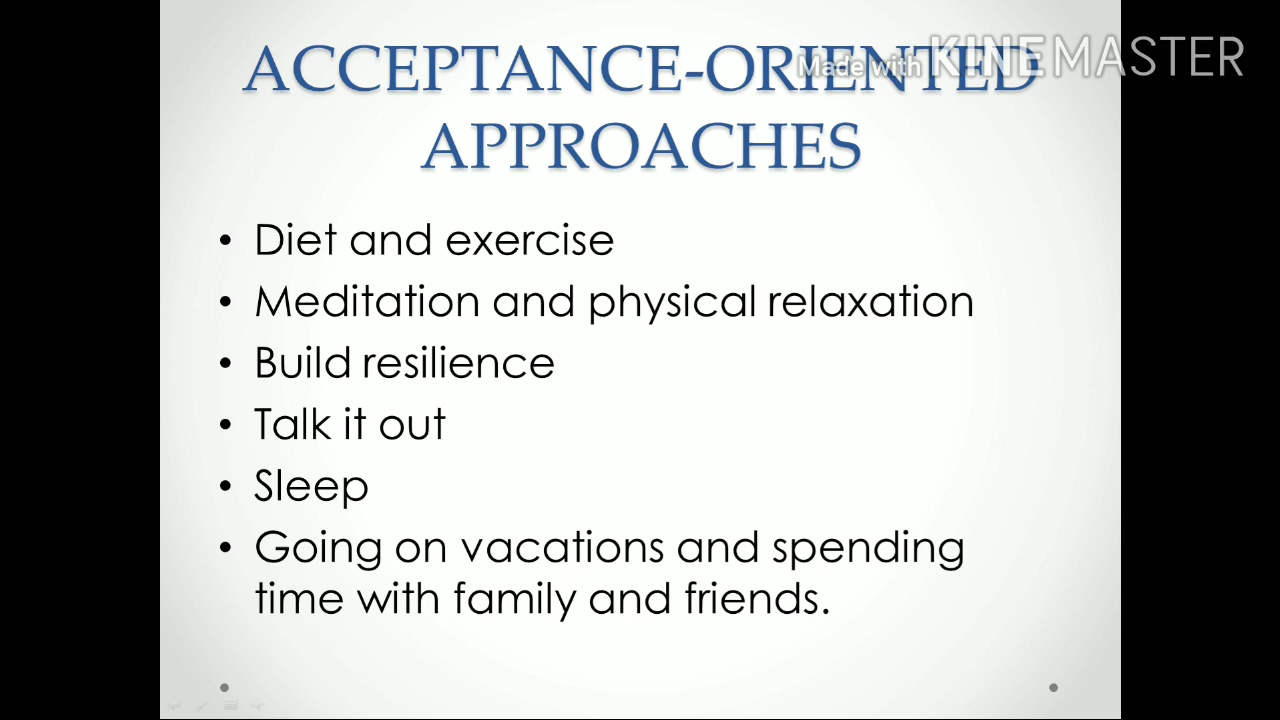 ACCEPTANCE-ORIENTED
Made with KINEMASTER
APPROACHES
• Diet and exercise
• Meditation and physical relaxation
• Build resilience
• Talk it out
• Sleep
• Going on vacations and spending
time with family and friends.